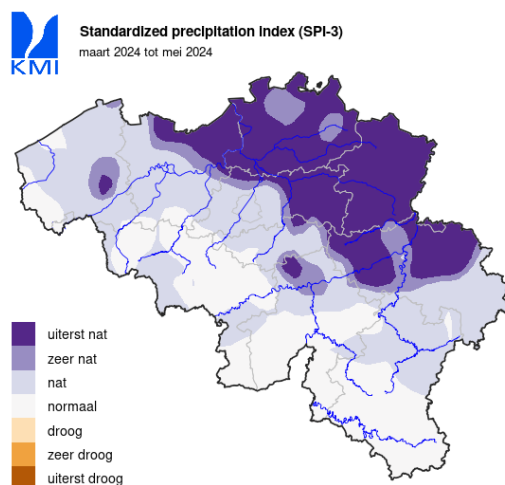 Standardized precipitation index (SPI-3)
maart 2024 tot mei 2024
KMI
uiterst nat
zeer nat
nat
normaal
droog
zeer droog
uiterst droog